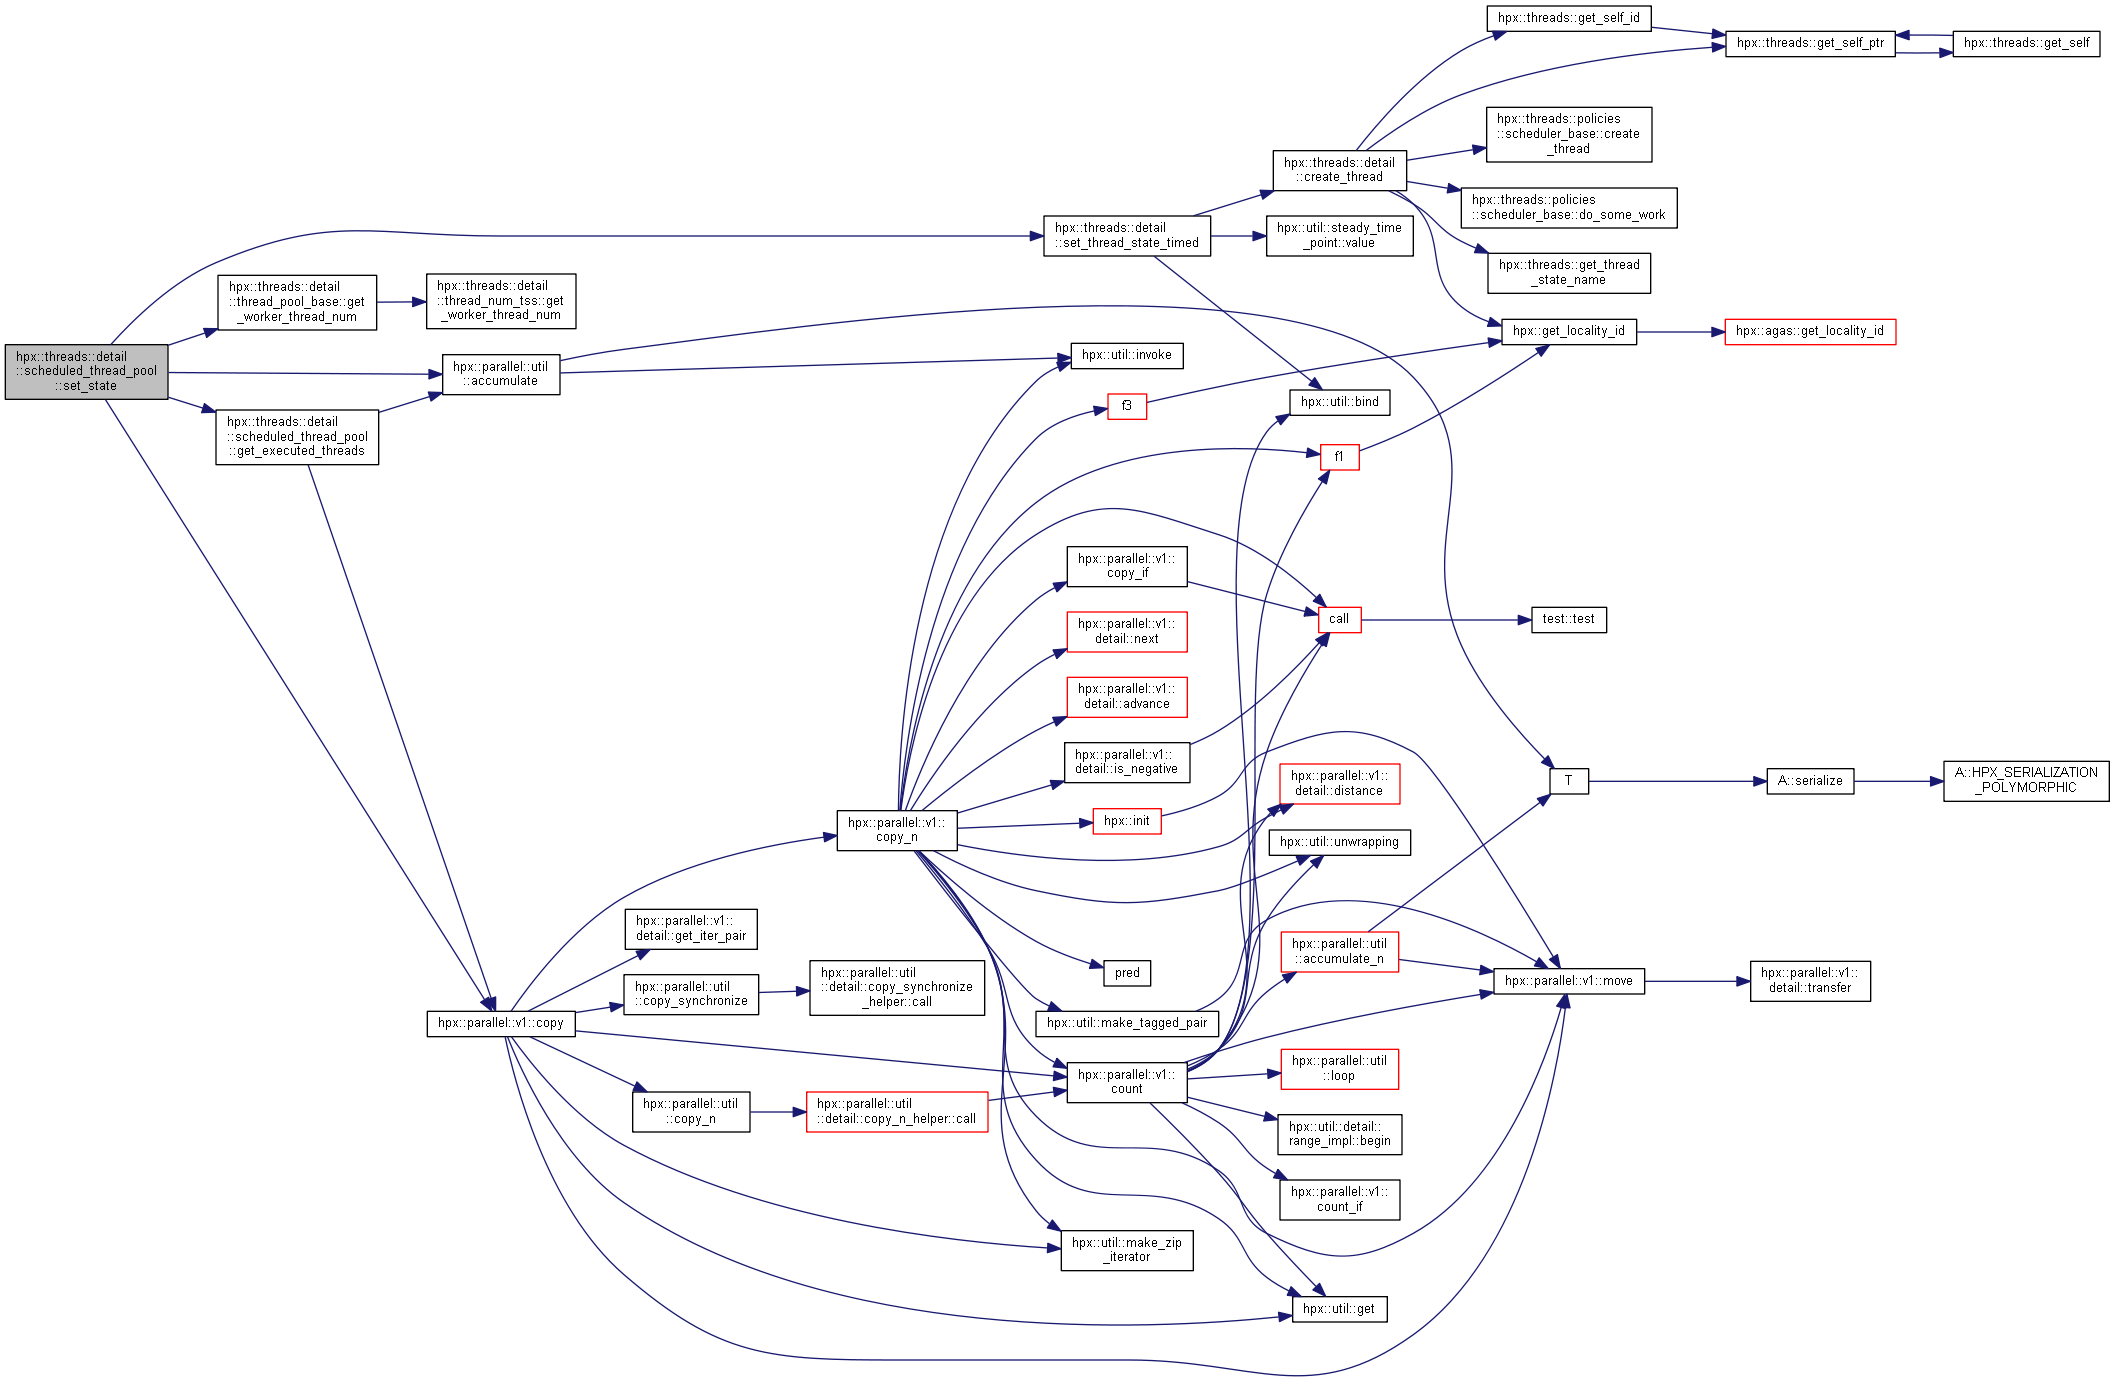 hpx::threads::get_self_id
hpx::threads::get_self_ptr
hpx::threads::get_self
hpx::threads::policies
::scheduler_base::create
_thread
hpx::threads::detail
::create_thread
hpx::threads::policies
::scheduler_base::do_some_work
hpx::threads::detail
::set_thread_state_timed
hpx::util::steady_time
_point::value
hpx::threads::get_thread
_state_name
hpx::threads::detail
::thread_pool_base::get
_worker_thread_num
hpx::threads::detail
::thread_num_tss::get
_worker_thread_num
hpx::get_locality_id
hpx::agas::get_locality_id
hpx::threads::detail
::scheduled_thread_pool
::set_state
hpx::parallel::util
::accumulate
hpx::util::invoke
f3
hpx::util::bind
hpx::threads::detail
::scheduled_thread_pool
::get_executed_threads
f1
hpx::parallel::v1::
copy_if
hpx::parallel::v1::
detail::next
call
test::test
hpx::parallel::v1::
detail::advance
hpx::parallel::v1::
detail::is_negative
hpx::parallel::v1::
detail::distance
T
A::serialize
A::HPX_SERIALIZATION
_POLYMORPHIC
hpx::parallel::v1::
copy_n
hpx::init
hpx::util::unwrapping
hpx::parallel::v1::
detail::get_iter_pair
hpx::parallel::util
::accumulate_n
hpx::parallel::util
::copy_synchronize
hpx::parallel::util
::detail::copy_synchronize
_helper::call
pred
hpx::parallel::v1::move
hpx::parallel::v1::
detail::transfer
hpx::parallel::v1::copy
hpx::util::make_tagged_pair
hpx::parallel::v1::
count
hpx::parallel::util
::loop
hpx::parallel::util
::copy_n
hpx::parallel::util
::detail::copy_n_helper::call
hpx::util::detail::
range_impl::begin
hpx::parallel::v1::
count_if
hpx::util::make_zip
_iterator
hpx::util::get